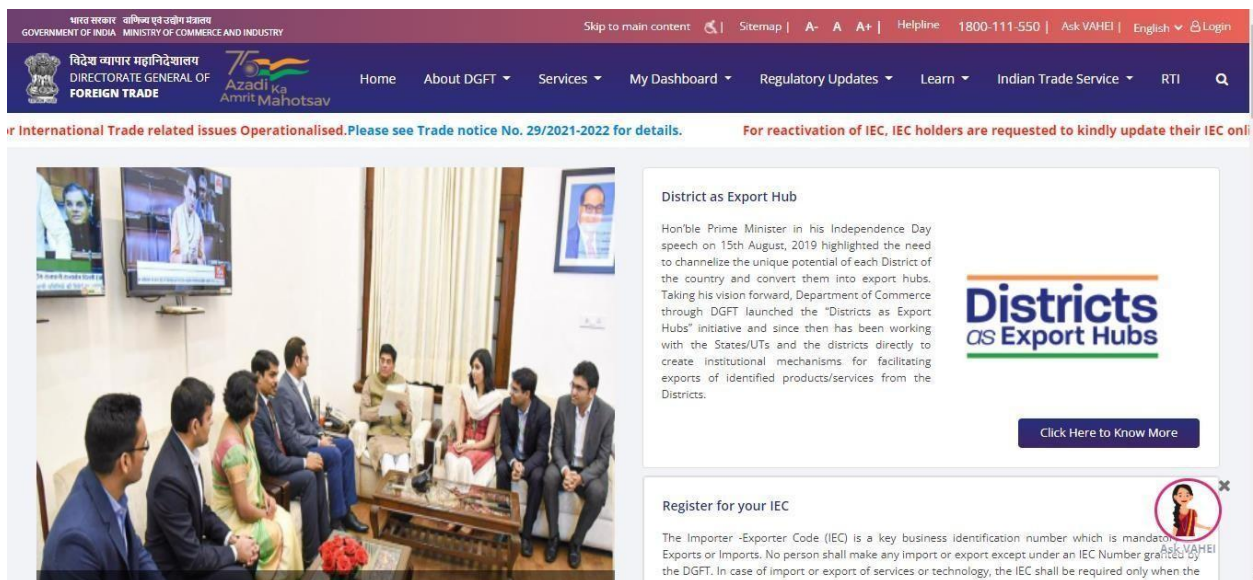 भारत सरकार वाणिज्य एवं उद्योग मंत्रालय
GOVERNMENT OF INDIA MINISTRY OF COMMERCE AND INDUSTRY
Skip to main content | Sitemap | A- A A+ | Helpline 1800-111-550 | Ask VAHEI | English Login
विदेश व्यापार महानिदेशालय
DIRECTORATE GENERAL OF
FOREIGN TRADE
75
Azadi Ka
Amrit Mahotsav
Home About DGFT Services My Dashboard Regulatory Updates Learn Indian Trade Service RTI
r International Trade related issues Operationalised.Please see Trade notice No. 29/2021-2022 for details. For reactivation of IEC, IEC holders are requested to kindly update their IEC onli
District as Export Hub
Hon'ble Prime Minister in his Independence Day
speech on 15th August, 2019 highlighted the need
to channelize the unique potential of each District of
the country and convert them into export hubs.
Taking his vision forward, Department of Commerce
through DGFT launched the "Districts as Export
Hubs" initiative and since then has been working
with the States/UTs and the districts directly to
create institutional mechanisms for facilitating
exports of identified products/services from the
Districts.
Districts
as Export Hubs
Click Here to Know More
Register for your IEC
The Importer -Exporter Code (IEC) is a key business identification number which is mandator
Exports or Imports. No person shall make any import or export except under an IEC Number granted by
the DGFT. In case of import or export of services or technology, the IEC shall be required only when the
Ask VAHEI